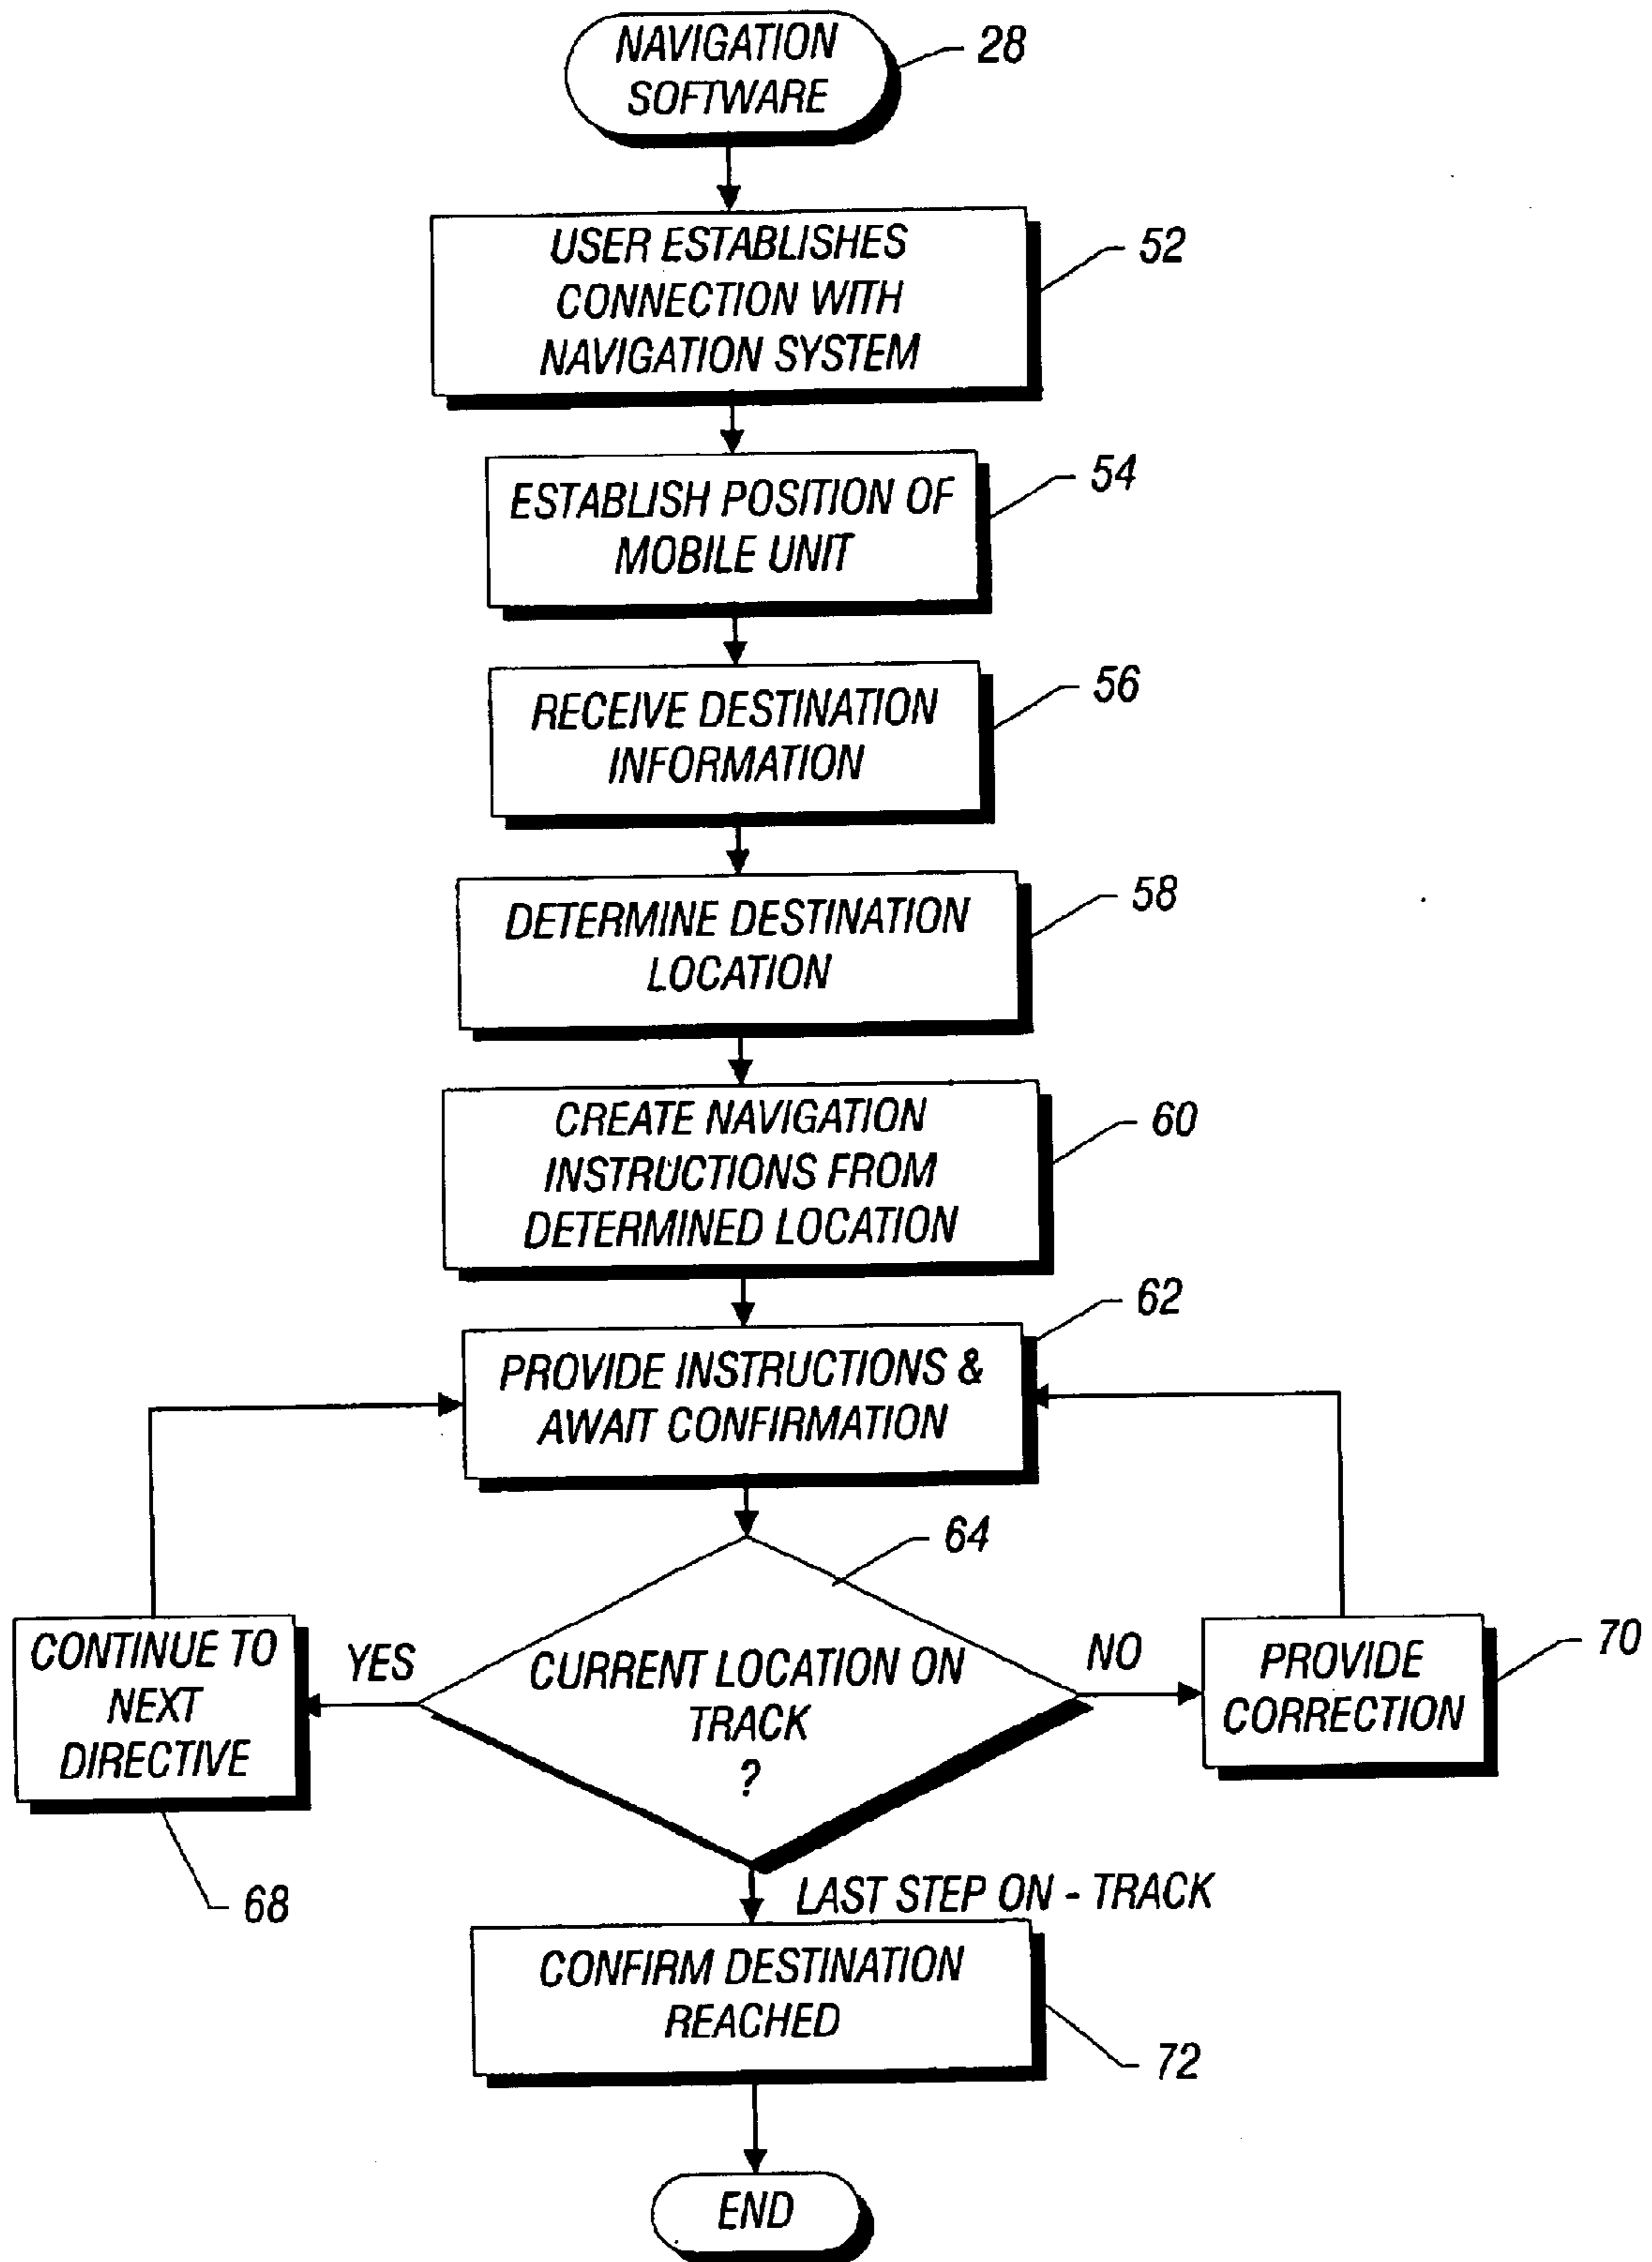 NAVIGATION
SOFTWARE
28
USER ESTABLISHES
CONNECTION WITH
NAVIGATION SYSTEM
52
ESTABLISH POSITION OF
MOBILE UNIT
54
RECEIVE DESTINATION
INFORMATION
56
DETERMINE DESTINATION
LOCATION
58
CREATE NAVIGATION
INSTRUCTIONS FROM
DETERMINED LOCATION
60
PROVIDE INSTRUCTIONS &
AWAIT CONFIRMATION
62
64
CONTINUE TO
NEXT
DIRECTIVE
68
YES
CURRENT LOCATION ON
TRACK
?
NO
PROVIDE
CORRECTION
70
LAST STEP ON - TRACK
CONFIRM DESTINATION
REACHED
72
END